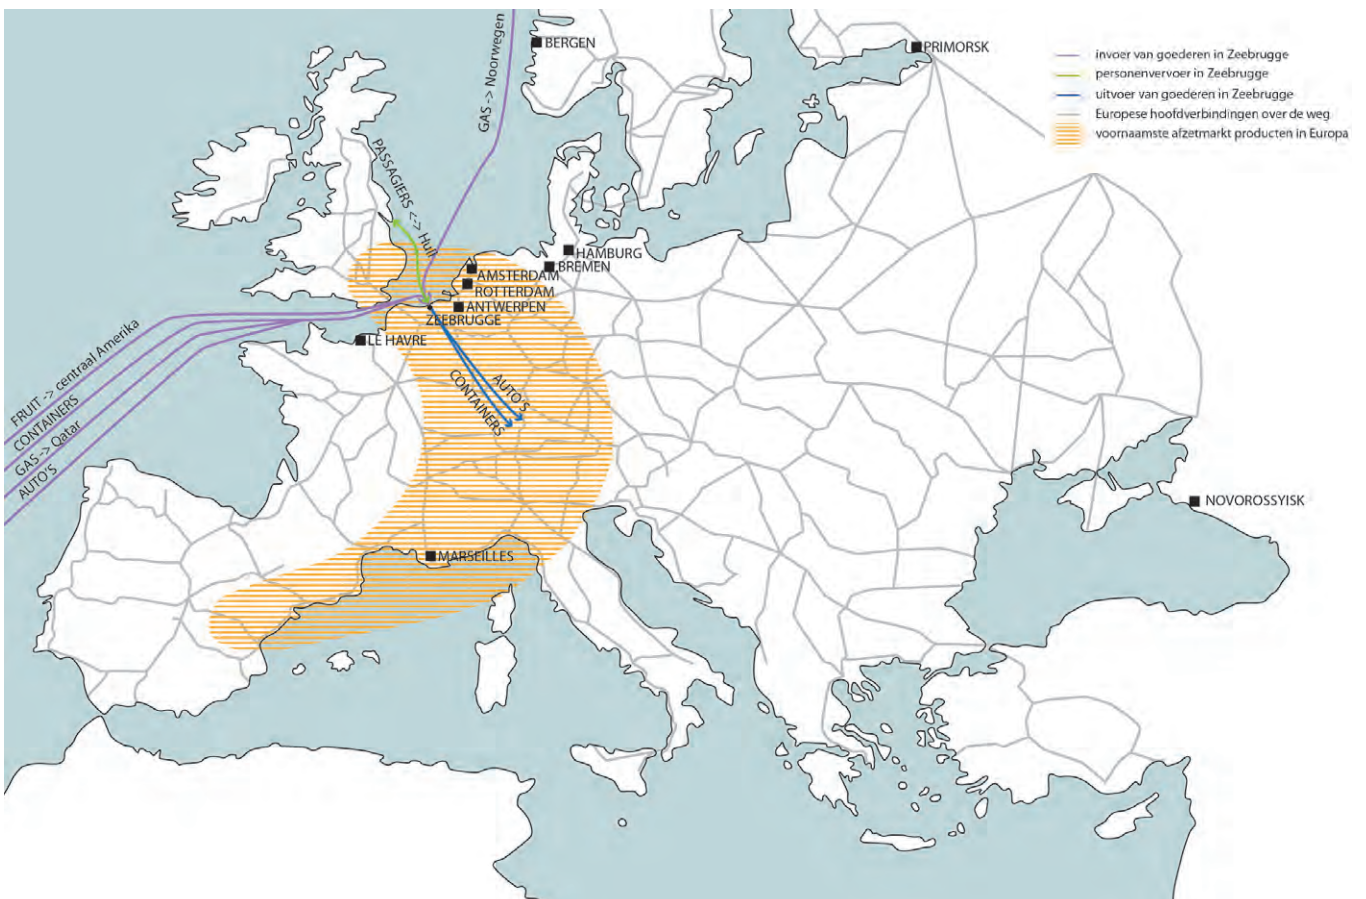 GAS -> Noorwegen
BERGEN
PRIMORSK
invoer van goederen in Zeebrugge
personenvervoer in Zeebrugge
uitvoer van goederen in Zeebrugge
Europese hoofdverbindingen over de weg
voornaamste afzetmarkt producten in Europa
PASSAGIERS <-> Hull
HAMBURG
BREMEN
AMSTERDAM
ROTTERDAM
ANTWERPEN
ZEEBRUGGE
LE HAVRE
FRUIT -> centraal Amerika
CONTAINERS
GAS -> Qatar
AUTO'S
AUTO'S
CONTAINERS
NOVOROSSYISK
MARSEILLES